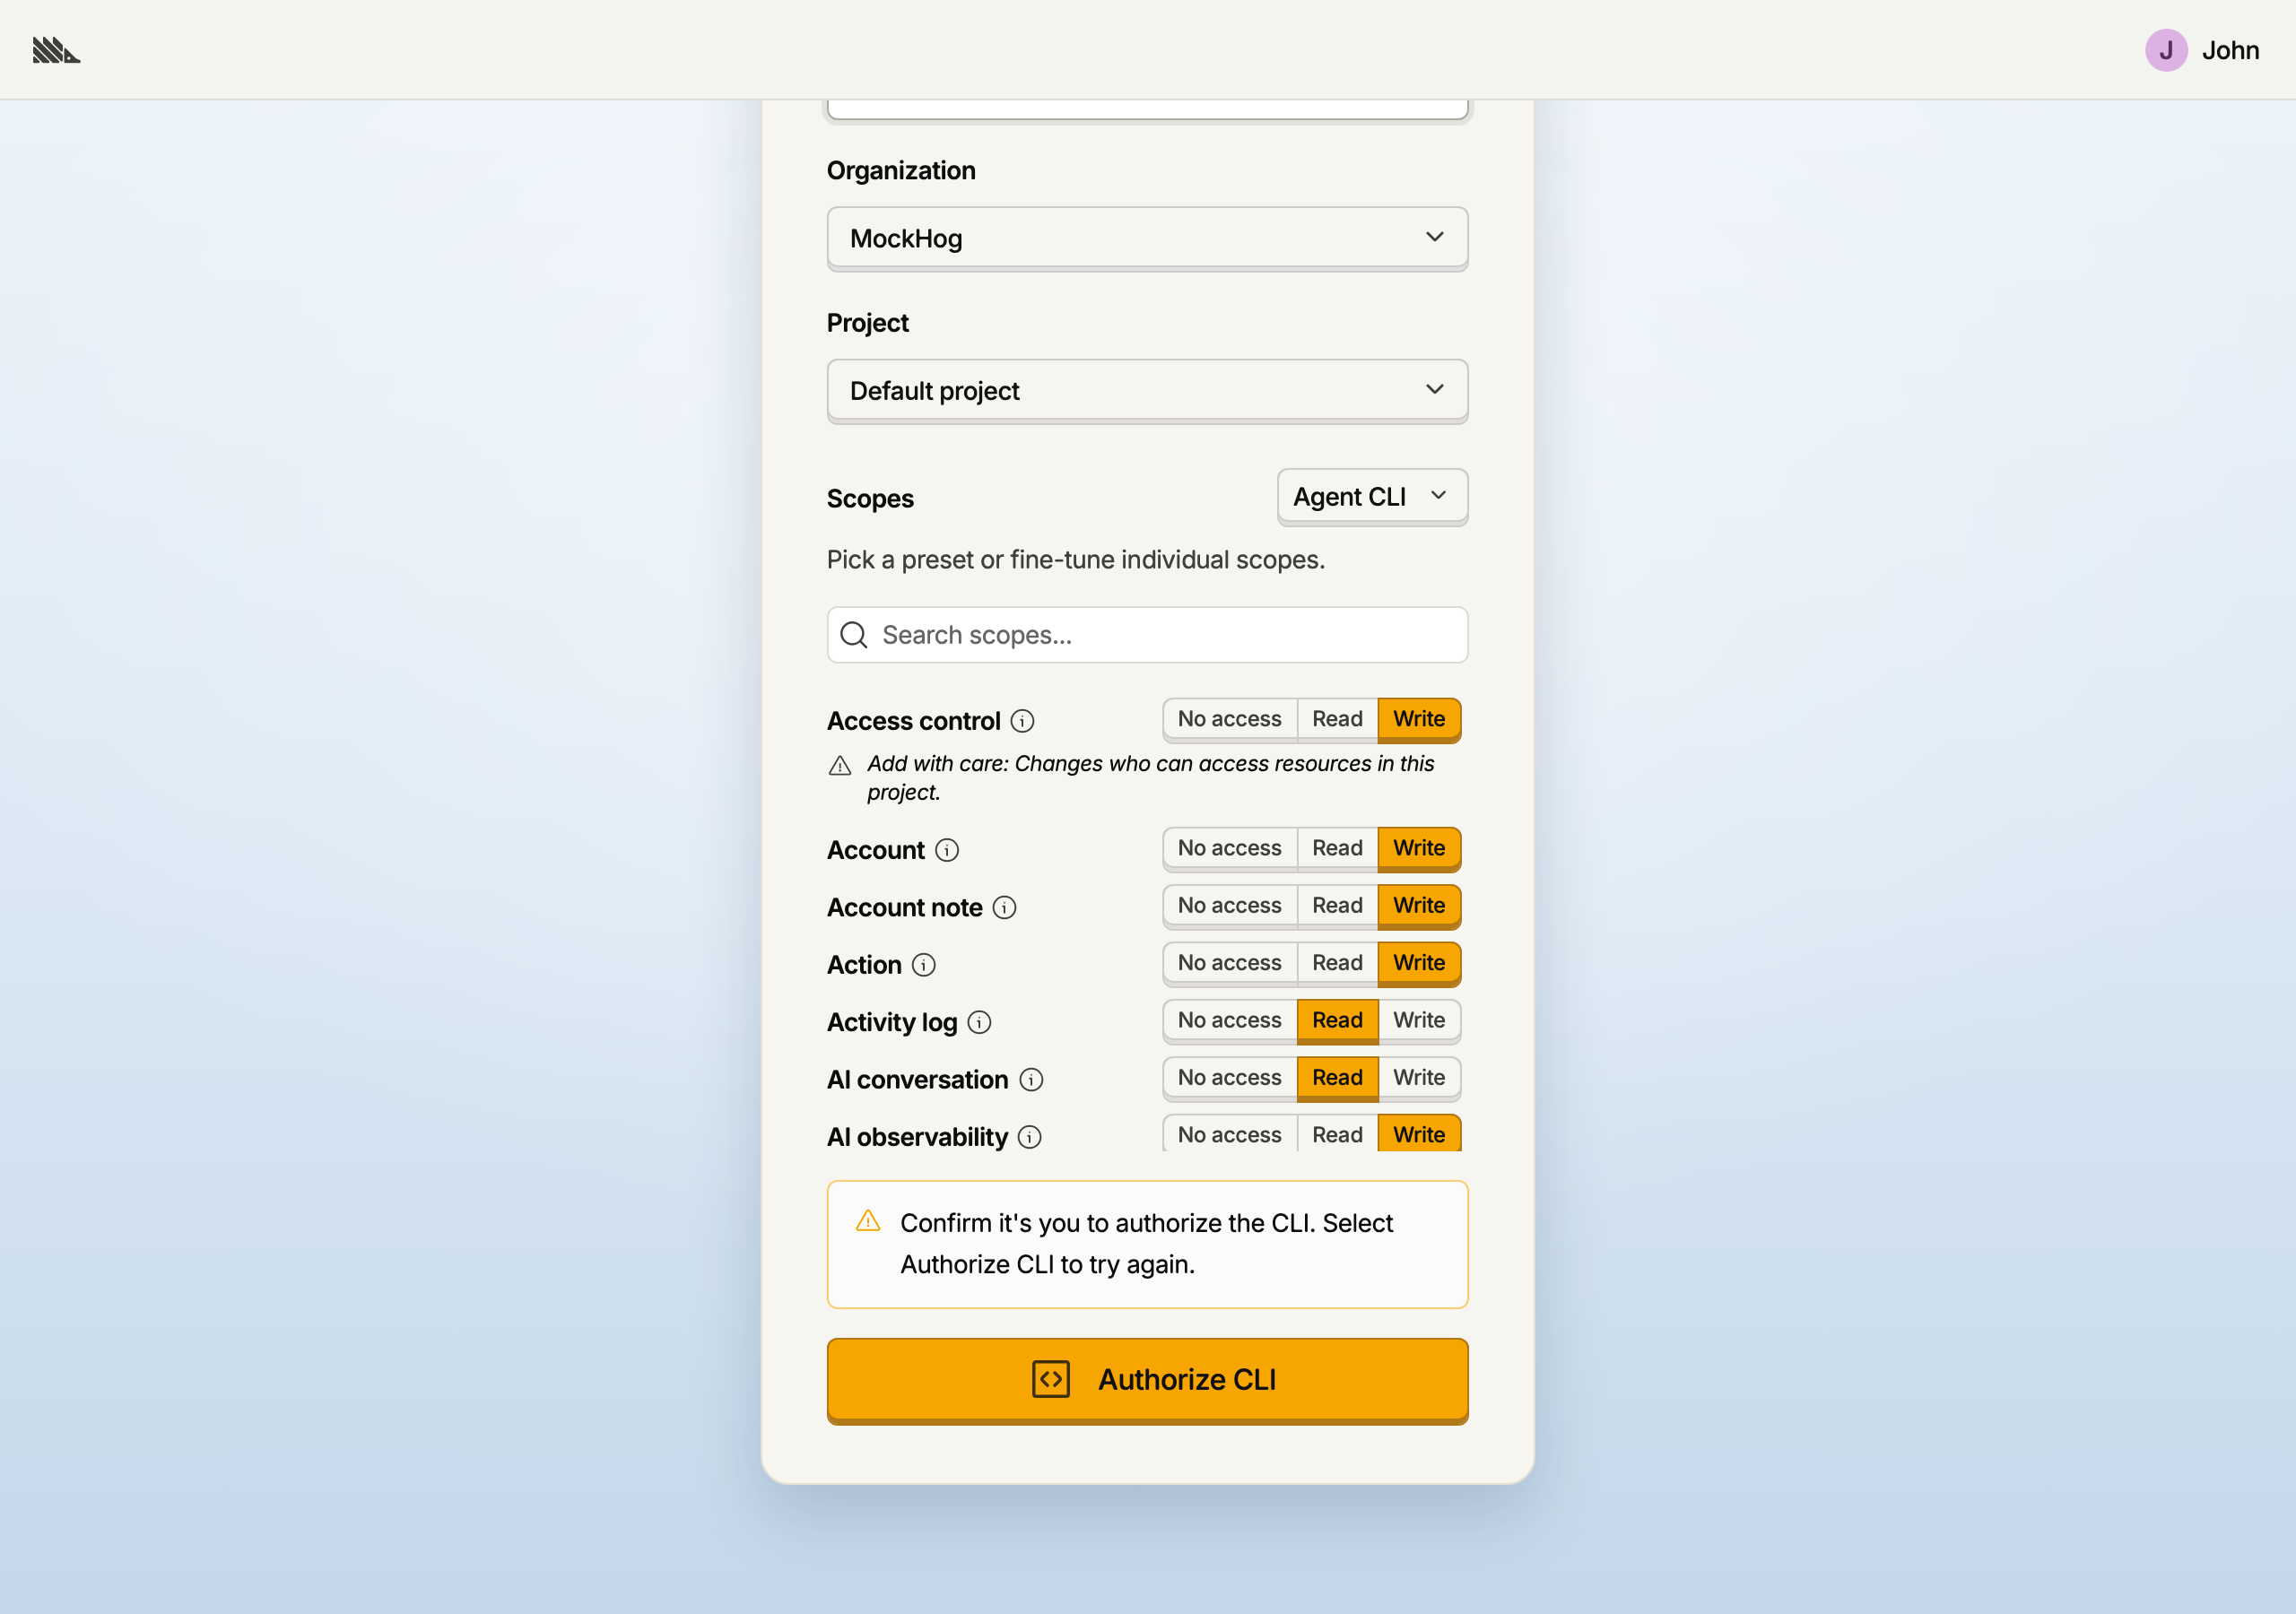 J John
Organization
MockHog
Project
Default project
Scopes
Agent CLI
Pick a preset or fine-tune individual scopes.
Search scopes...
Access control No access Read Write
Add with care: Changes who can access resources in this
project.
Account No access Read Write
Account note No access Read Write
Action No access Read Write
Activity log No access Read Write
AI conversation No access Read Write
AI observability No access Read Write
Confirm it's you to authorize the CLI. Select
Authorize CLI to try again.
Authorize CLI